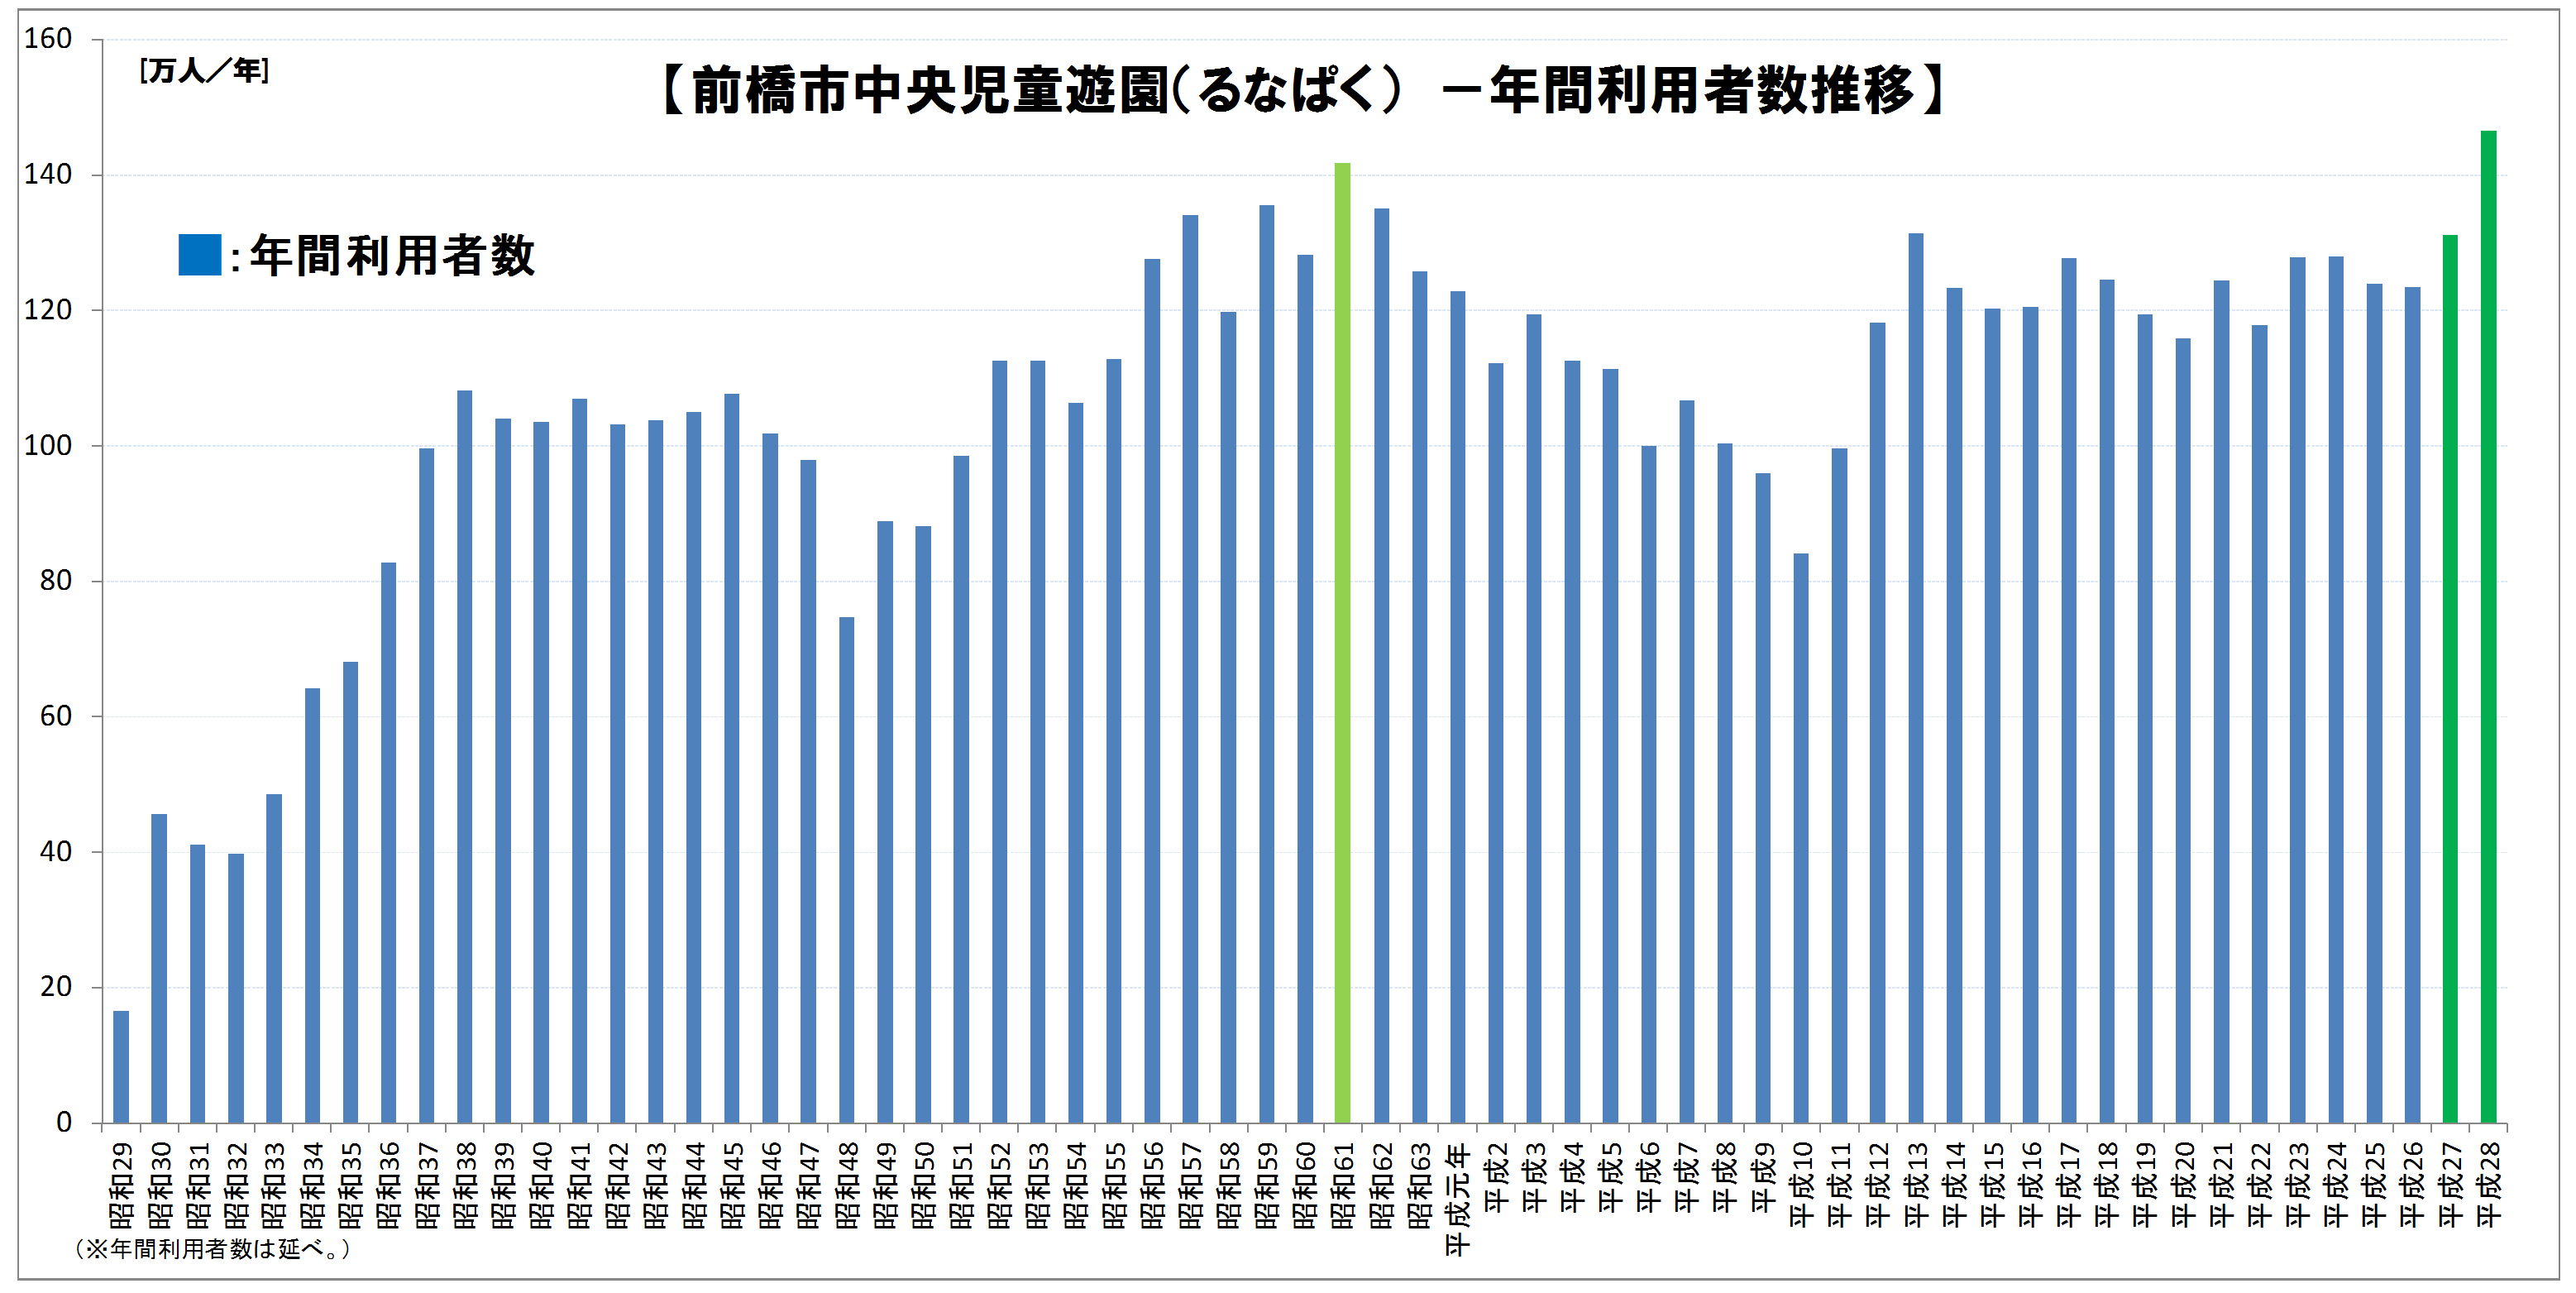 【前橋市中央児童遊園(るなぱく) －年間利用者数推移】
[万人／年]
：年間利用者数
160
140
120
100
80
60
40
20
0
昭和29
昭和30
昭和31
昭和32
昭和33
昭和34
昭和35
昭和36
昭和37
昭和38
昭和39
昭和40
昭和41
昭和42
昭和43
昭和44
昭和45
昭和46
昭和47
昭和48
昭和49
昭和50
昭和51
昭和52
昭和53
昭和54
昭和55
昭和56
昭和57
昭和58
昭和59
昭和60
昭和61
昭和62
昭和63
平成元年
平成2
平成3
平成4
平成5
平成6
平成7
平成8
平成9
平成10
平成11
平成12
平成13
平成14
平成15
平成16
平成17
平成18
平成19
平成20
平成21
平成22
平成23
平成24
平成25
平成26
平成27
平成28
(※年間利用者数は延べ。)